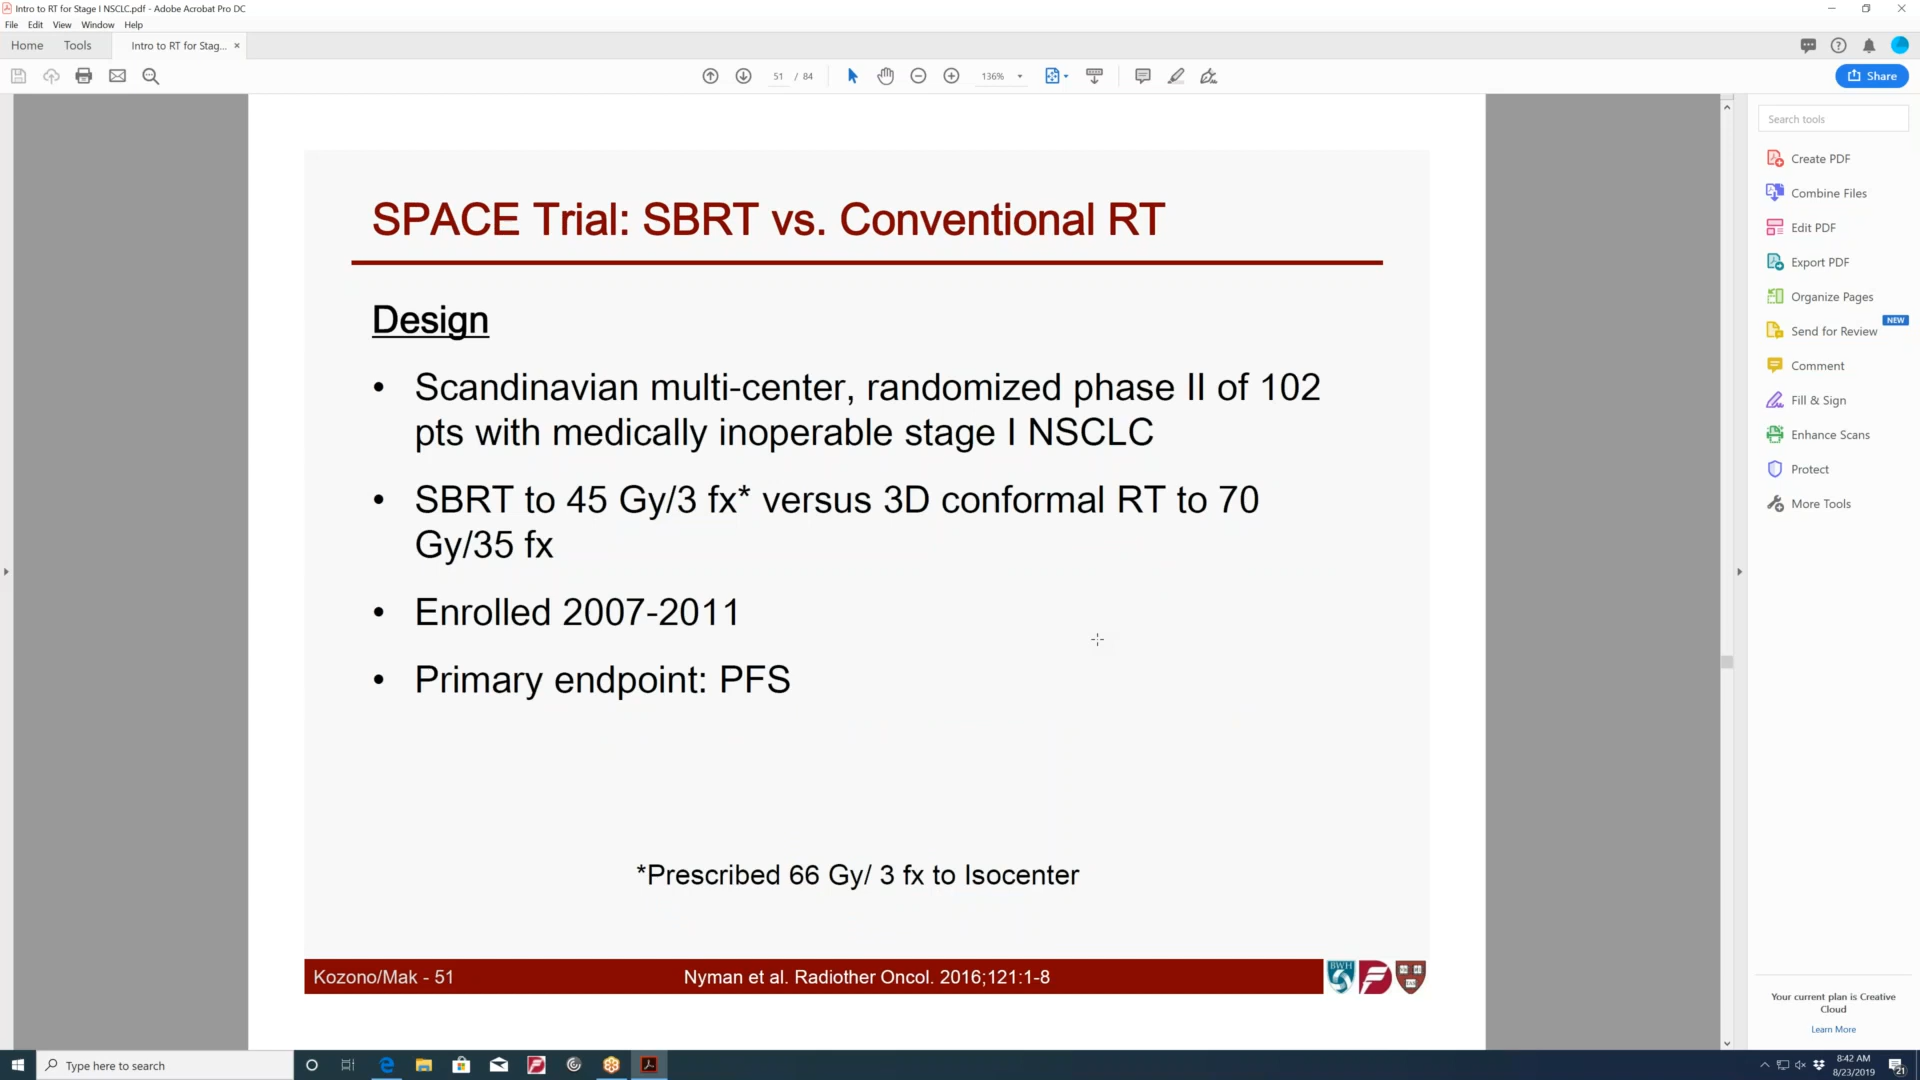 Intro to RT for Stage I NSCLC.pdf - Adobe Acrobat Pro DC
File Edit View Window Help
Home Tools Intro to RT for Stag... ×
51 / 84 136% Share
Search tools
Create PDF
Combine Files
Edit PDF
Export PDF
Organize Pages
Send for Review NEW
Comment
Fill & Sign
Enhance Scans
Protect
More Tools
Your current plan is Creative
Cloud
Learn More
SPACE Trial: SBRT vs. Conventional RT
Design
• Scandinavian multi-center, randomized phase II of 102
pts with medically inoperable stage I NSCLC
• SBRT to 45 Gy/3 fx* versus 3D conformal RT to 70
Gy/35 fx
• Enrolled 2007-2011
• Primary endpoint: PFS
*Prescribed 66 Gy/ 3 fx to Isocenter
Kozono/Mak - 51 Nyman et al. Radiother Oncol. 2016;121:1-8
BWH
Type here to search
8:42 AM
8/23/2019
21